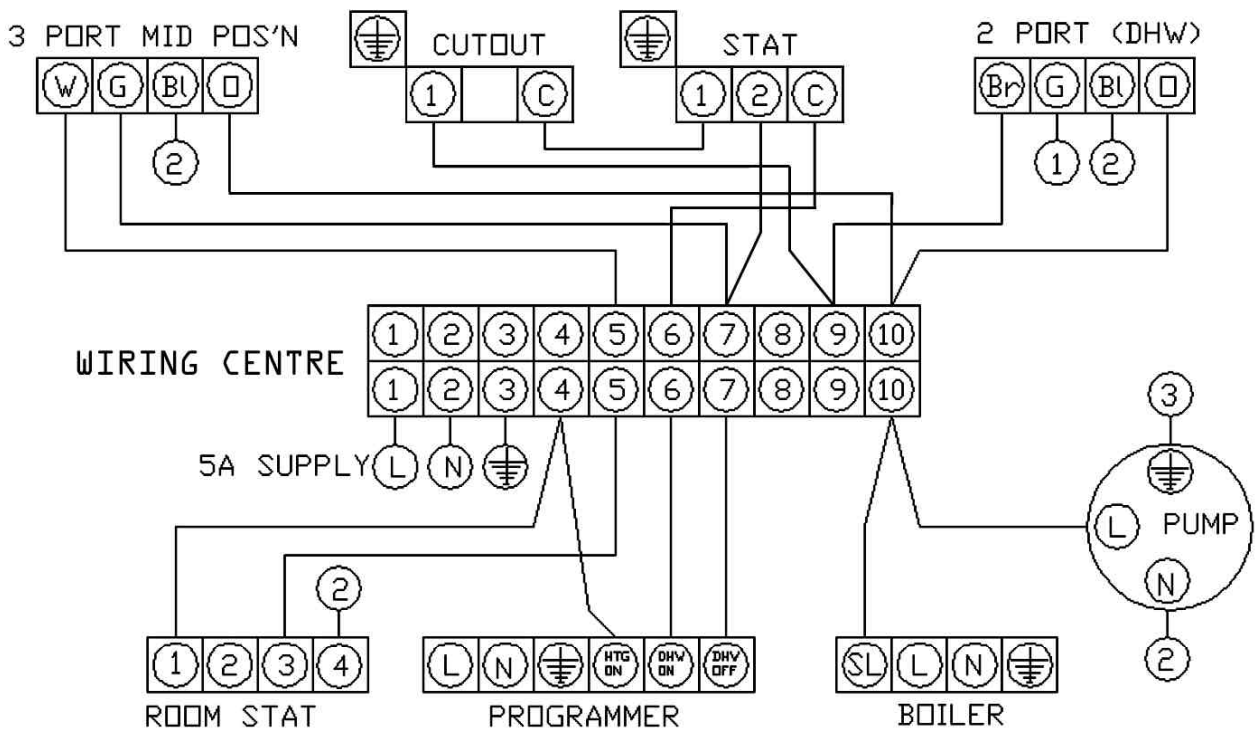 3 PORT MID POS'N
CUTOUT
STAT
2 PORT (DHW)
W G Bl O
1 C
1 2 C
Br G Bl O
2
1 2
WIRING CENTRE
1 2 3 4 5 6 7 8 9 10
1 2 3 4 5 6 7 8 9 10
5A SUPPLY L N
3
L PUMP
N
2
2
1 2 3 4
L N HTG ON DHW ON DHW OFF
SL L N
ROOM STAT
PROGRAMMER
BOILER